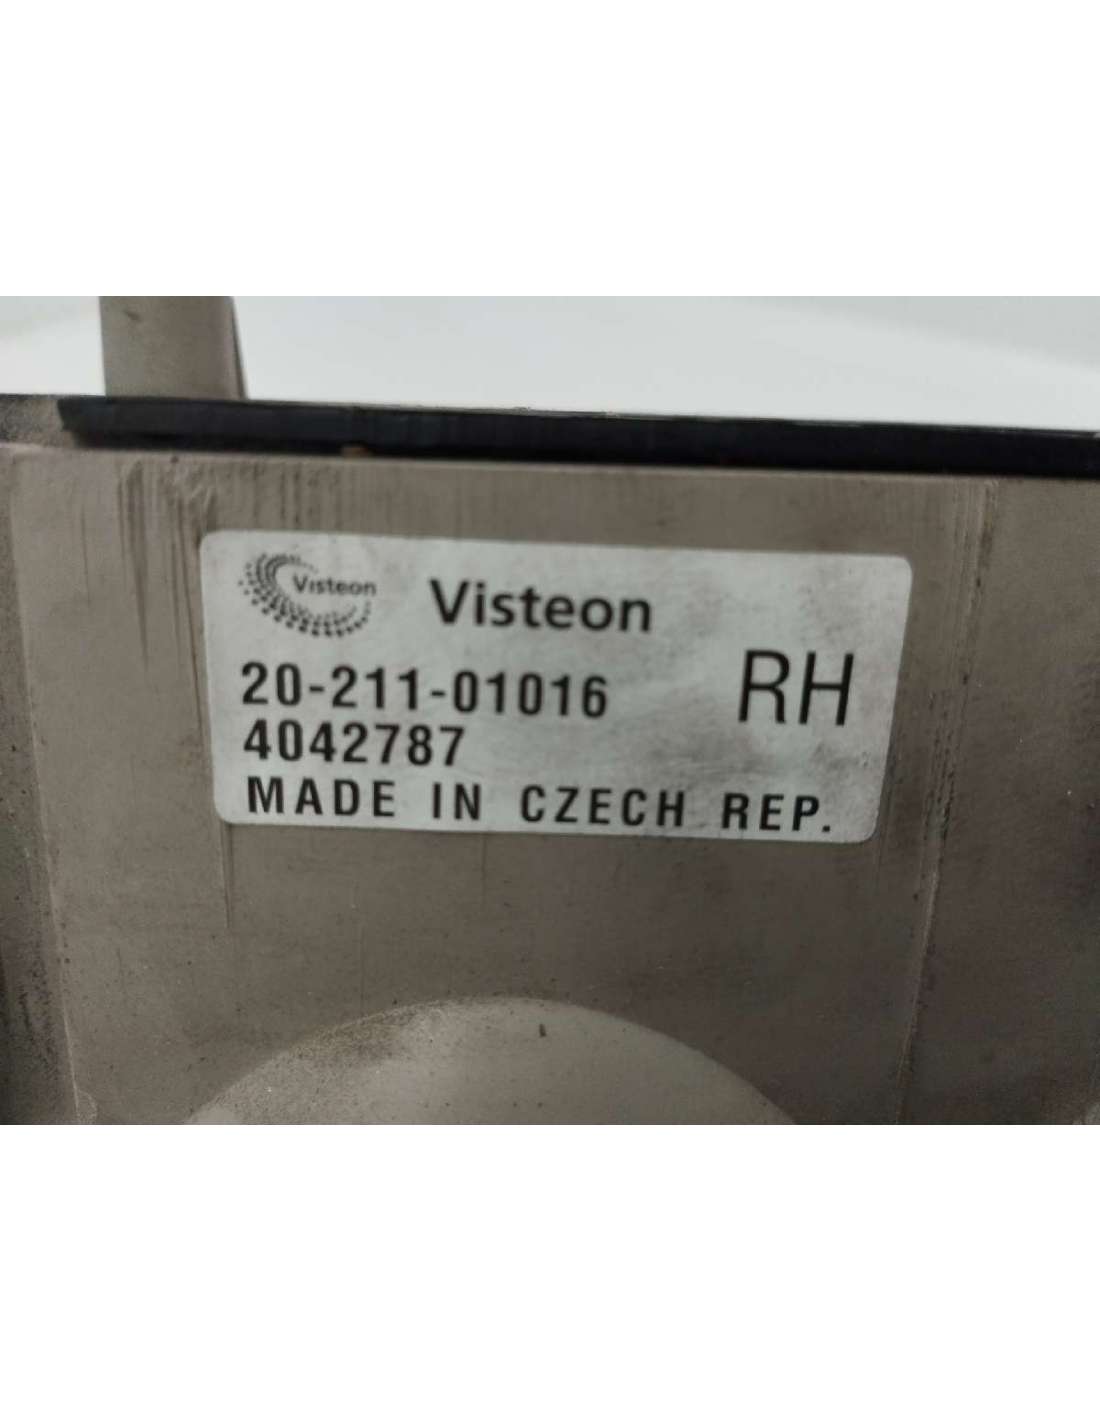 Visteon Visteon
20-211-01016 RH
4042787
MADE IN CZECH REP.